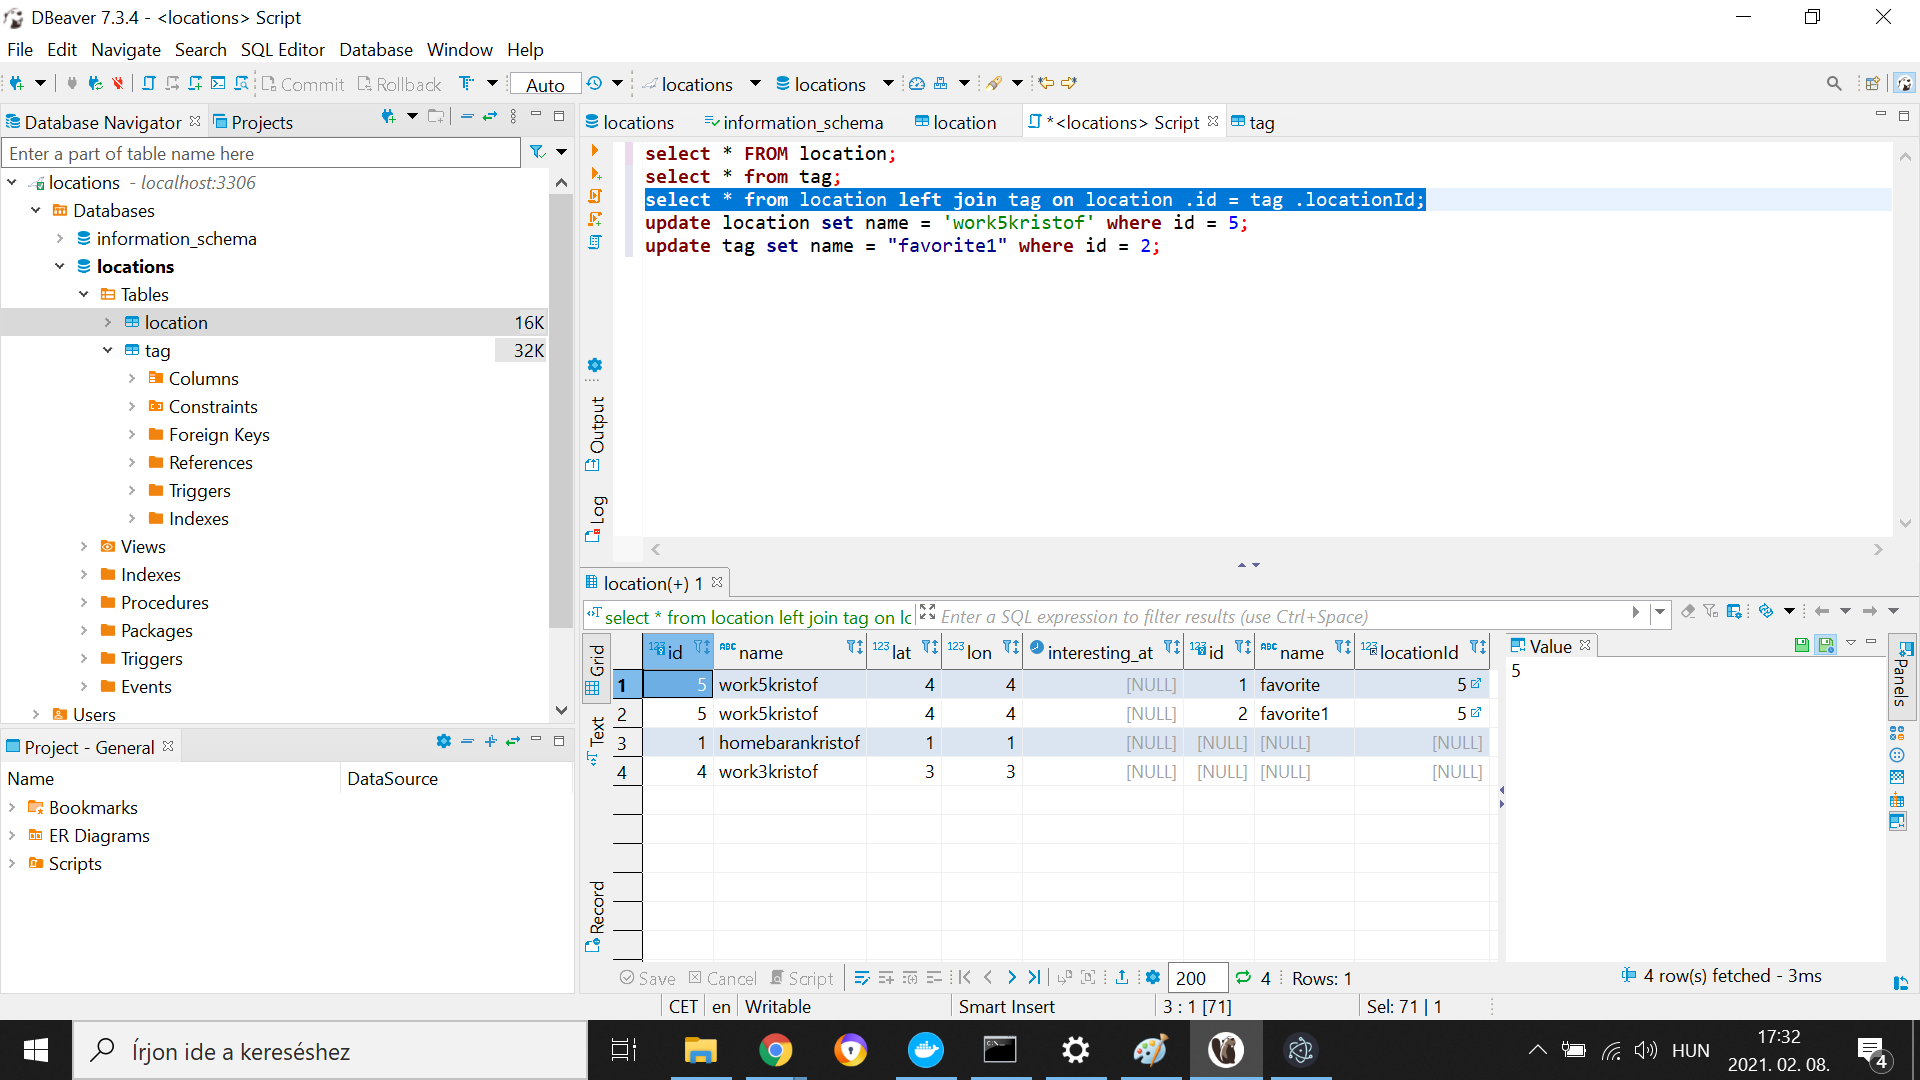 DBeaver 7.3.4 - <locations> Script
File Edit Navigate Search SQL Editor Database Window Help
Commit Rollback Auto locations locations
Database Navigator Projects
Enter a part of table name here
locations - localhost:3306
Databases
information_schema
locations
Tables
location 16K
tag 32K
Columns
Constraints
Foreign Keys
References
Triggers
Indexes
Views
Indexes
Procedures
Packages
Triggers
Events
Users
Project - General
Name DataSource
Bookmarks
ER Diagrams
Scripts
locations information_schema location *<locations> Script tag
select * FROM location;
select * from tag;
select * from location left join tag on location .id = tag .locationId;
update location set name = 'work5kristof' where id = 5;
update tag set name = "favorite1" where id = 2;
Output
Log
location(+) 1
select * from location left join tag on lc Enter a SQL expression to filter results (use Ctrl+Space)
Grid
Text
Record
123 id ABC name 123 lat 123 lon interesting_at 123 id ABC name 123 locationId
1 5 work5kristof 4 4 [NULL] 1 favorite 5
2 5 work5kristof 4 4 [NULL] 2 favorite1 5
3 1 homebarankristof 1 1 [NULL] [NULL] [NULL] [NULL]
4 4 work3kristof 3 3 [NULL] [NULL] [NULL] [NULL]
Value
5
Panels
Save Cancel Script 200 4 Rows: 1
4 row(s) fetched - 3ms
CET en Writable Smart Insert 3 : 1 [71] Sel: 71 | 1
Írjon ide a kereséshez
HUN
17:32
2021. 02. 08.
4